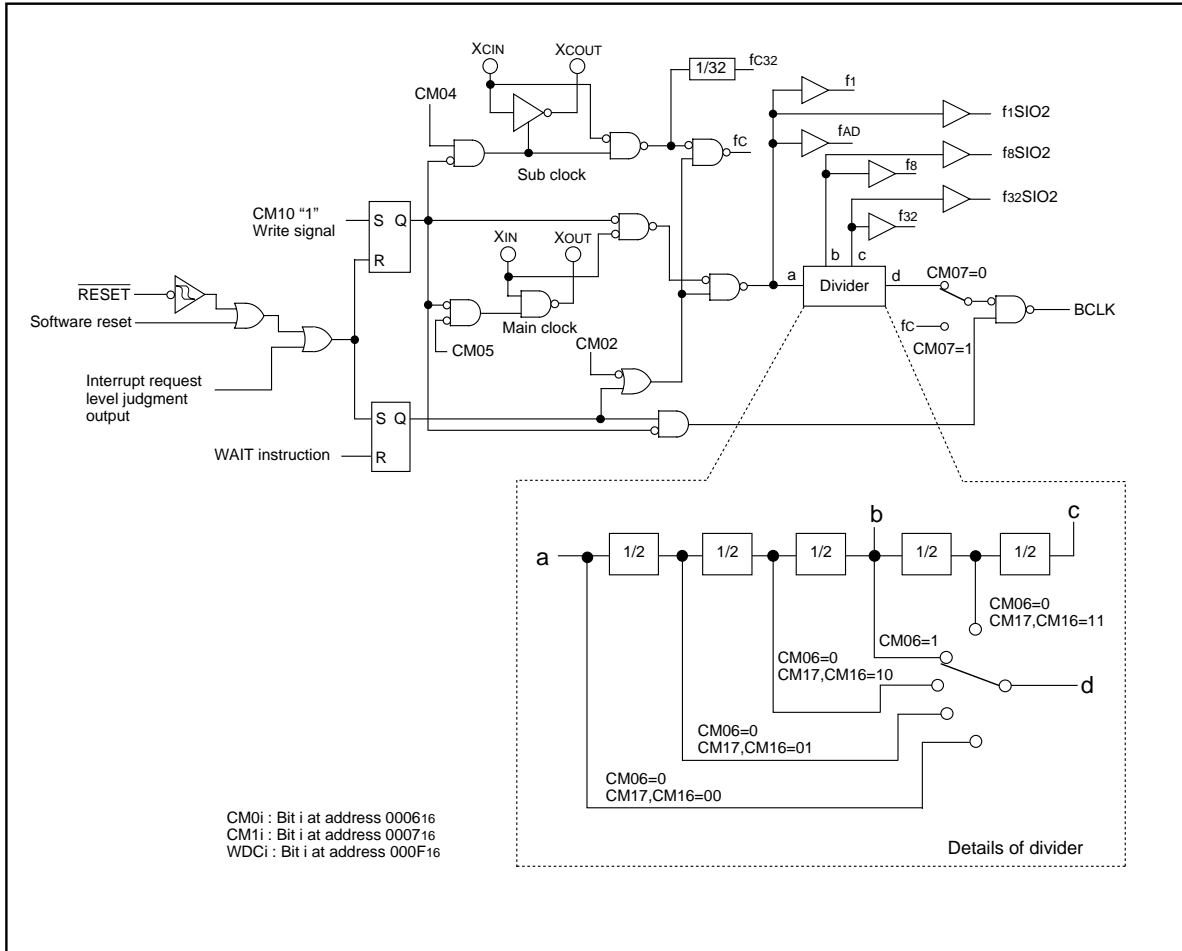 XCIN
XCOUT
1/32
fC32
CM04
f1
f1SIO2
fAD
fC
f8SIO2
f8
Sub clock
f32SIO2
f32
CM10 “1”
Write signal
S Q
R
XIN
XOUT
b
c
a
Divider
d
CM07=0
RESET
Software reset
CM05
Main clock
fC
CM07=1
BCLK
CM02
Interrupt request
level judgment
output
S Q
R
WAIT instruction
a
1/2
1/2
1/2
b
1/2
1/2
c
CM06=0
CM17,CM16=11
CM06=1
CM06=0
CM17,CM16=10
d
CM06=0
CM17,CM16=01
CM06=0
CM17,CM16=00
CM0i : Bit i at address 000616
CM1i : Bit i at address 000716
WDCi : Bit i at address 000F16
Details of divider